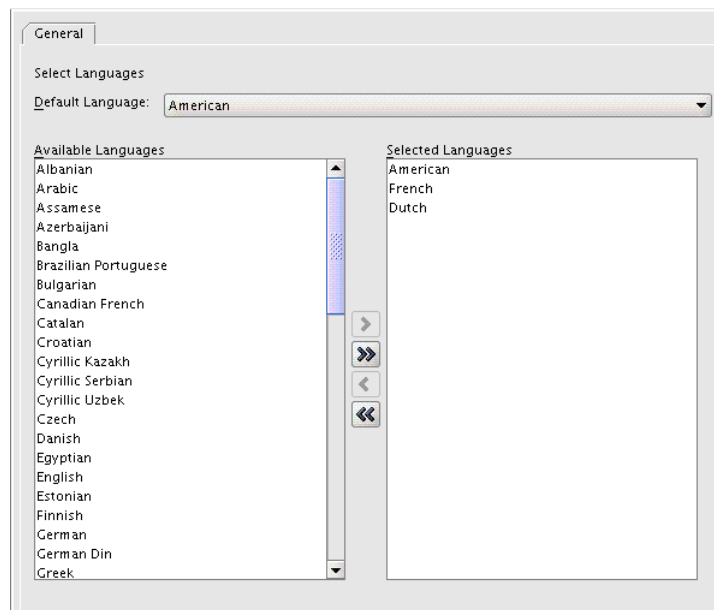 General
Select Languages
Default Language:
American
Available Languages
Albanian
Arabic
Assamese
Azerbaijani
Bangla
Brazilian Portuguese
Bulgarian
Canadian French
Catalan
Croatian
Cyrillic Kazakh
Cyrillic Serbian
Cyrillic Uzbek
Czech
Danish
Egyptian
English
Estonian
Finnish
German
German Din
Greek
Selected Languages
American
French
Dutch